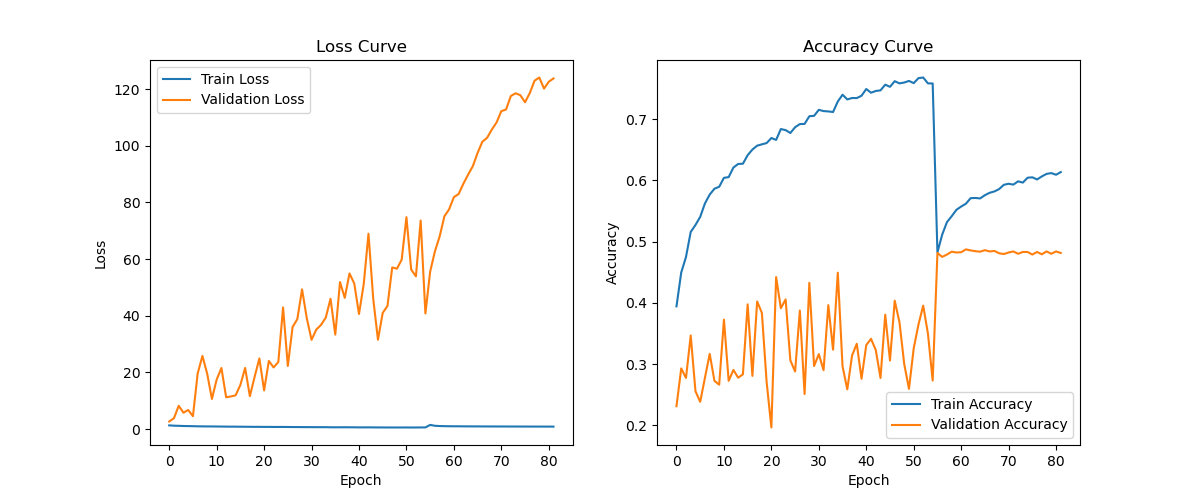 Loss Curve
Train Loss
Validation Loss
Loss
120
100
80
60
40
20
0
0 10 20 30 40 50 60 70 80
Epoch
Accuracy Curve
Accuracy
0.7
0.6
0.5
0.4
0.3
0.2
Train Accuracy
Validation Accuracy
0 10 20 30 40 50 60 70 80
Epoch